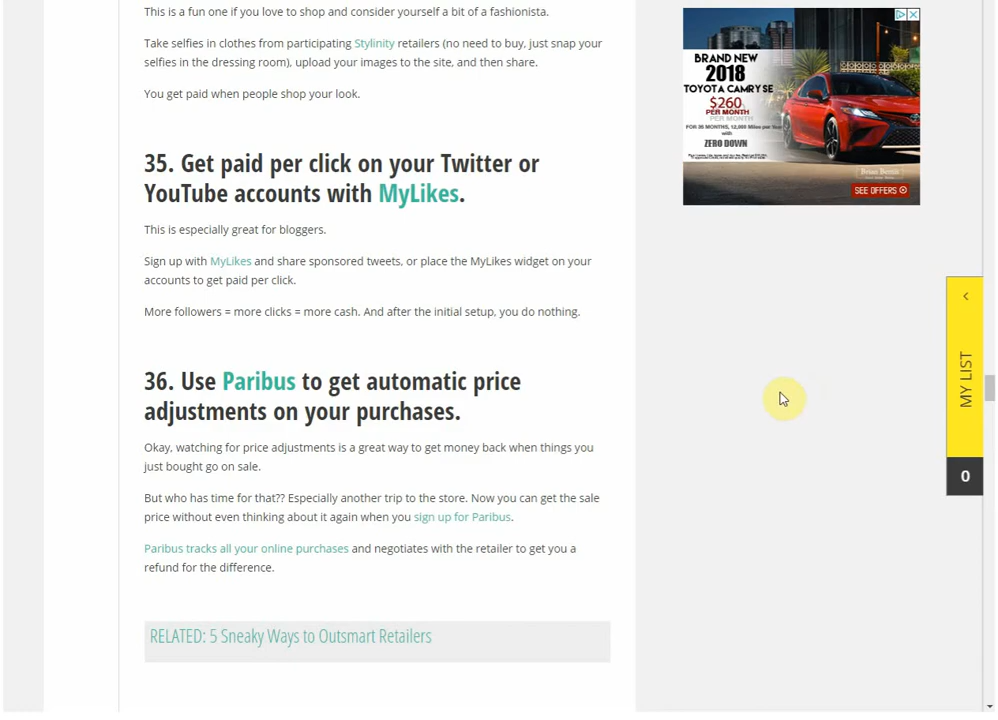 This is a fun one if you love to shop and consider yourself a bit of a fashionista.
Take selfies in clothes from participating Stylinity retailers (no need to buy, just snap your
selfies in the dressing room), upload your images to the site, and then share.
You get paid when people shop your look.
35. Get paid per click on your Twitter or
YouTube accounts with MyLikes.
This is especially great for bloggers.
Sign up with MyLikes and share sponsored tweets, or place the MyLikes widget on your
accounts to get paid per click.
More followers = more clicks = more cash. And after the initial setup, you do nothing.
36. Use Paribus to get automatic price
adjustments on your purchases.
Okay, watching for price adjustments is a great way to get money back when things you
just bought go on sale.
But who has time for that?? Especially another trip to the store. Now you can get the sale
price without even thinking about it again when you sign up for Paribus.
Paribus tracks all your online purchases and negotiates with the retailer to get you a
refund for the difference.
RELATED: 5 Sneaky Ways to Outsmart Retailers
BRAND NEW
2018
TOYOTA CAMRY SE
$260
PER MONTH
PER MONTH
FOR 36 MONTHS, 12,000 Miles per Year
with
ZERO DOWN
SEE OFFERS
MY LIST
0